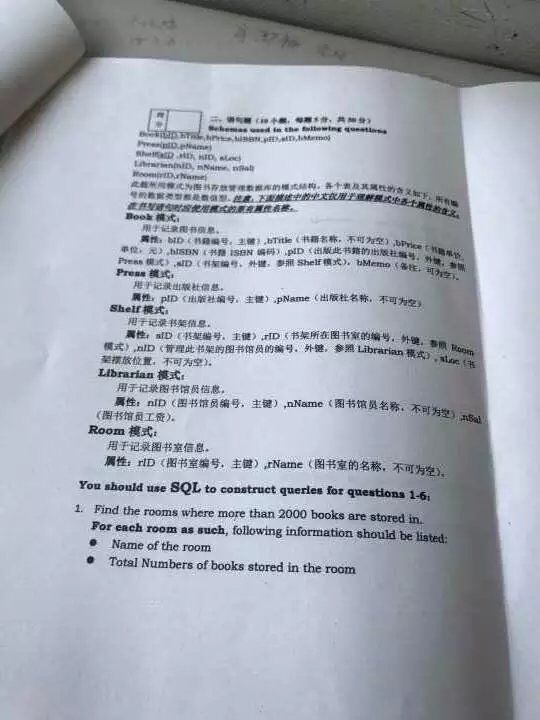 得
分
二、语句题（10小题，每题5分，共50分）
Schemas used in the following questions
Book(bID,bTitle,bPrice,bISBN,pID,sID,bMemo)
Press(pID,pName)
Shelf(sID,rID, nID, sLoc)
Librarian(nID, nName, nSal)
Room(rID,rName)
此题所用模式为图书存放管理数据库的模式结构，各个表及其属性的含义如下，所有编
号的数据类型都是数值型。注意，下面描述中的中文仅用于理解模式中各个属性的含义，
在书写语句时应使用模式的原有属性名称。
Book 模式：
用于记录图书信息。
属性：bID（书籍编号，主键）,bTitle（书籍名称，不可为空）,bPrice（书籍单价，
单位：元）,bISBN（书籍 ISBN 编码）,pID（出版此书籍的出版社编号，外键，参照
Press 模式）,sID（书架编号，外键，参照 Shelf 模式），bMemo（备注，可为空）。
Press 模式：
用于记录出版社信息。
属性：pID（出版社编号，主键）,pName（出版社名称，不可为空）
Shelf 模式：
用于记录书架信息。
属性：sID（书架编号，主键）,rID（书架所在图书室的编号，外键，参照 Room
模式）,nID（管理此书架的图书馆员的编号，外键，参照 Librarian 模式），sLoc（书
架摆放位置，不可为空）。
Librarian 模式：
用于记录图书馆员信息。
属性：nID（图书馆员编号，主键）,nName（图书馆员名称，不可为空）,nSal
（图书馆员工资）。
Room 模式：
用于记录图书室信息。
属性：rID（图书室编号，主键）,rName（图书室的名称，不可为空）。
You should use SQL to construct queries for questions 1-6:
1. Find the rooms where more than 2000 books are stored in.
For each room as such, following information should be listed:
● Name of the room
● Total Numbers of books stored in the room